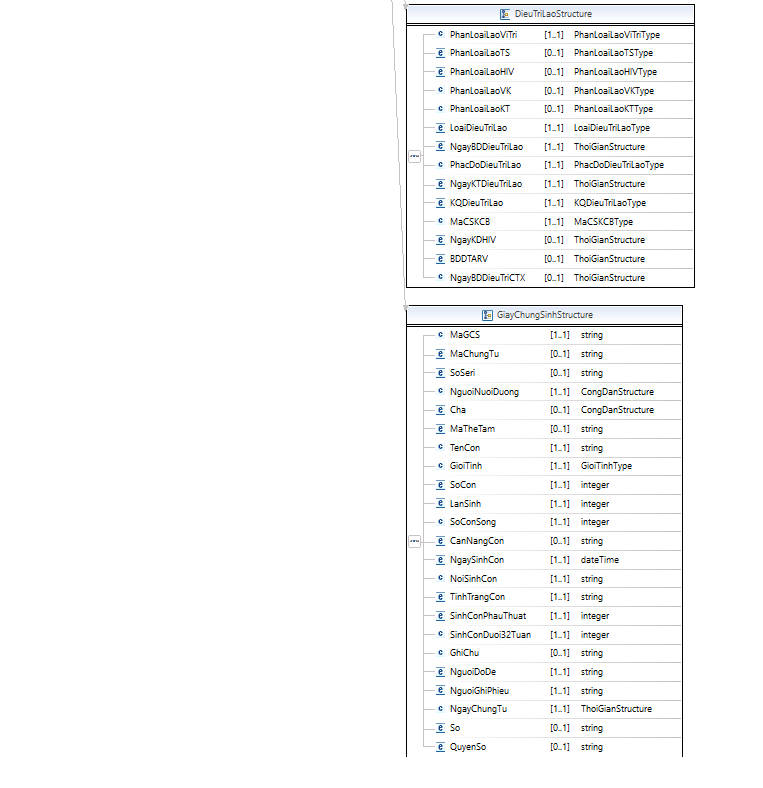 DieuTriLaoStructure
PhanLoaiLaoViTri [1..1] PhanLoaiLaoViTriType
PhanLoaiLaoTS [0..1] PhanLoaiLaoTSType
PhanLoaiLaoHIV [0..1] PhanLoaiLaoHIVType
PhanLoaiLaoVK [0..1] PhanLoaiLaoVKType
PhanLoaiLaoKT [0..1] PhanLoaiLaoKTType
LoaiDieuTriLao [1..1] LoaiDieuTriLaoType
NgayBDDieuTriLao [1..1] ThoiGianStructure
PhacDoDieuTriLao [1..1] PhacDoDieuTriLaoType
NgayKTDieuTriLao [1..1] ThoiGianStructure
KQDieuTriLao [1..1] KQDieuTriLaoType
MaCSKCB [1..1] MaCSKCBType
NgayKDHIV [0..1] ThoiGianStructure
BDDTARV [0..1] ThoiGianStructure
NgayBDDieuTriCTX [0..1] ThoiGianStructure
GiayChungSinhStructure
MaGCS [1..1] string
MaChungTu [0..1] string
SoSeri [0..1] string
NguoiNuoiDuong [1..1] CongDanStructure
Cha [0..1] CongDanStructure
MaTheTam [0..1] string
TenCon [1..1] string
GioiTinh [1..1] GioiTinhType
SoCon [1..1] integer
LanSinh [1..1] integer
SoConSong [1..1] integer
CanNangCon [0..1] string
NgaySinhCon [1..1] dateTime
NoiSinhCon [1..1] string
TinhTrangCon [1..1] string
SinhConPhauThuat [1..1] integer
SinhConDuoi32Tuan [1..1] integer
GhiChu [0..1] string
NguoiDoDe [1..1] string
NguoiGhiPhieu [1..1] string
NgayChungTu [1..1] ThoiGianStructure
So [0..1] string
QuyenSo [0..1] string